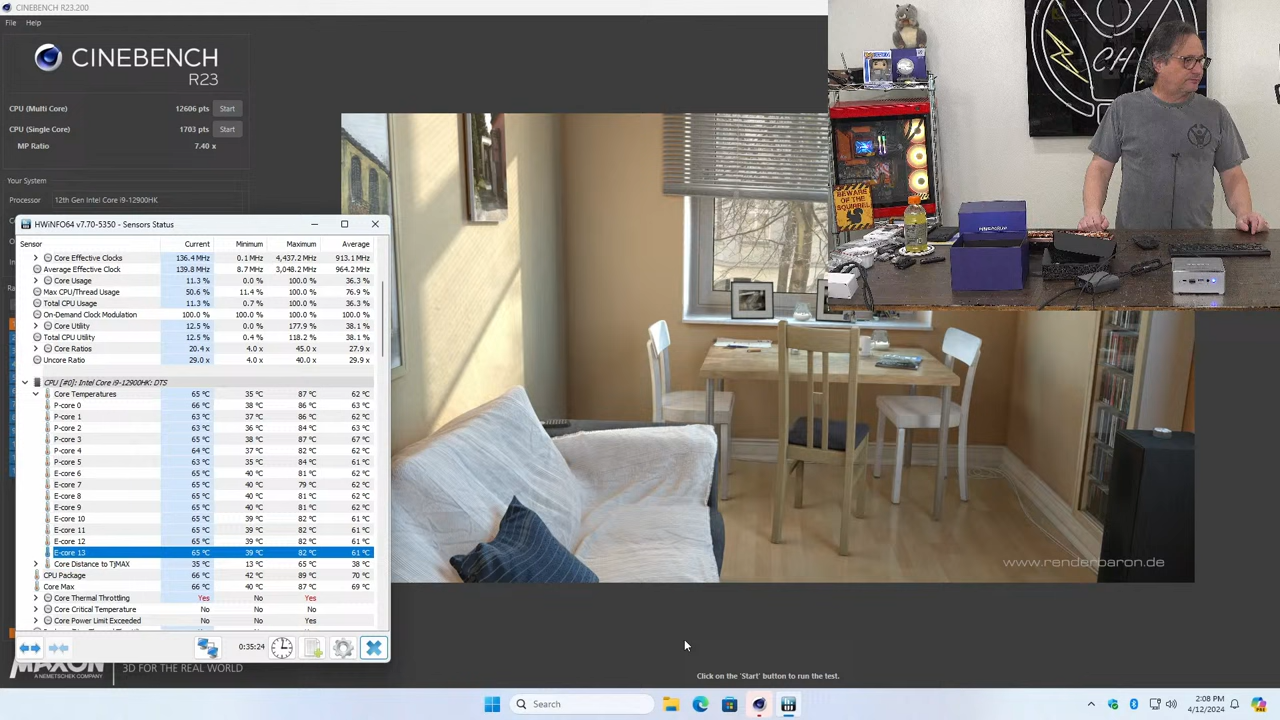 CINEBENCH R23.200
File Help
CINEBENCH
R23
CPU (Multi Core) 12606 pts Start
CPU (Single Core) 1703 pts Start
MP Ratio 7.40 x
Your System
Processor 12th Gen Intel Core i9-12900HK
HWiNFO64 v7.70-5350 - Sensors Status
Sensor Current Minimum Maximum Average
Core Effective Clocks 136.4 MHz 0.1 MHz 4,437.2 MHz 913.1 MHz
Average Effective Clock 139.8 MHz 8.7 MHz 3,048.2 MHz 964.2 MHz
Core Usage 11.3 % 0.0 % 100.0 % 36.3 %
Max CPU/Thread Usage 50.6 % 11.4 % 100.0 % 76.9 %
Total CPU Usage 11.3 % 0.7 % 100.0 % 36.3 %
On-Demand Clock Modulation 100.0 % 100.0 % 100.0 % 100.0 %
Core Utility 12.5 % 0.0 % 177.9 % 38.1 %
Total CPU Utility 12.5 % 0.4 % 118.2 % 38.1 %
Core Ratios 20.4 x 4.0 x 45.0 x 27.9 x
Uncore Ratio 29.0 x 4.0 x 40.0 x 29.9 x
CPU [#0]: Intel Core i9-12900HK: DTS
Core Temperatures 65 °C 35 °C 87 °C 62 °C
P-core 0 66 °C 38 °C 86 °C 63 °C
P-core 1 63 °C 37 °C 86 °C 62 °C
P-core 2 66 °C 36 °C 84 °C 63 °C
P-core 3 65 °C 38 °C 87 °C 67 °C
P-core 4 64 °C 37 °C 82 °C 62 °C
P-core 5 63 °C 35 °C 84 °C 61 °C
E-core 6 65 °C 40 °C 81 °C 62 °C
E-core 7 65 °C 40 °C 79 °C 62 °C
E-core 8 65 °C 40 °C 81 °C 62 °C
E-core 9 65 °C 40 °C 81 °C 62 °C
E-core 10 65 °C 39 °C 82 °C 61 °C
E-core 11 65 °C 39 °C 82 °C 61 °C
E-core 12 65 °C 39 °C 82 °C 61 °C
E-core 13 65 °C 39 °C 82 °C 61 °C
Core Distance to TjMAX 35 °C 13 °C 65 °C 38 °C
CPU Package 66 °C 42 °C 89 °C 70 °C
Core Max 66 °C 40 °C 87 °C 69 °C
Core Thermal Throttling Yes No Yes
Core Critical Temperature No No No
Core Power Limit Exceeded No No Yes
0:35:24
MAXON
A NEMETSCHEK COMPANY
3D FOR THE REAL WORLD
www.renderbaron.de
Click on the 'Start' button to run the test.
BEWARE OF THE SQUIRREL
CH
Search
2:08 PM
4/12/2024